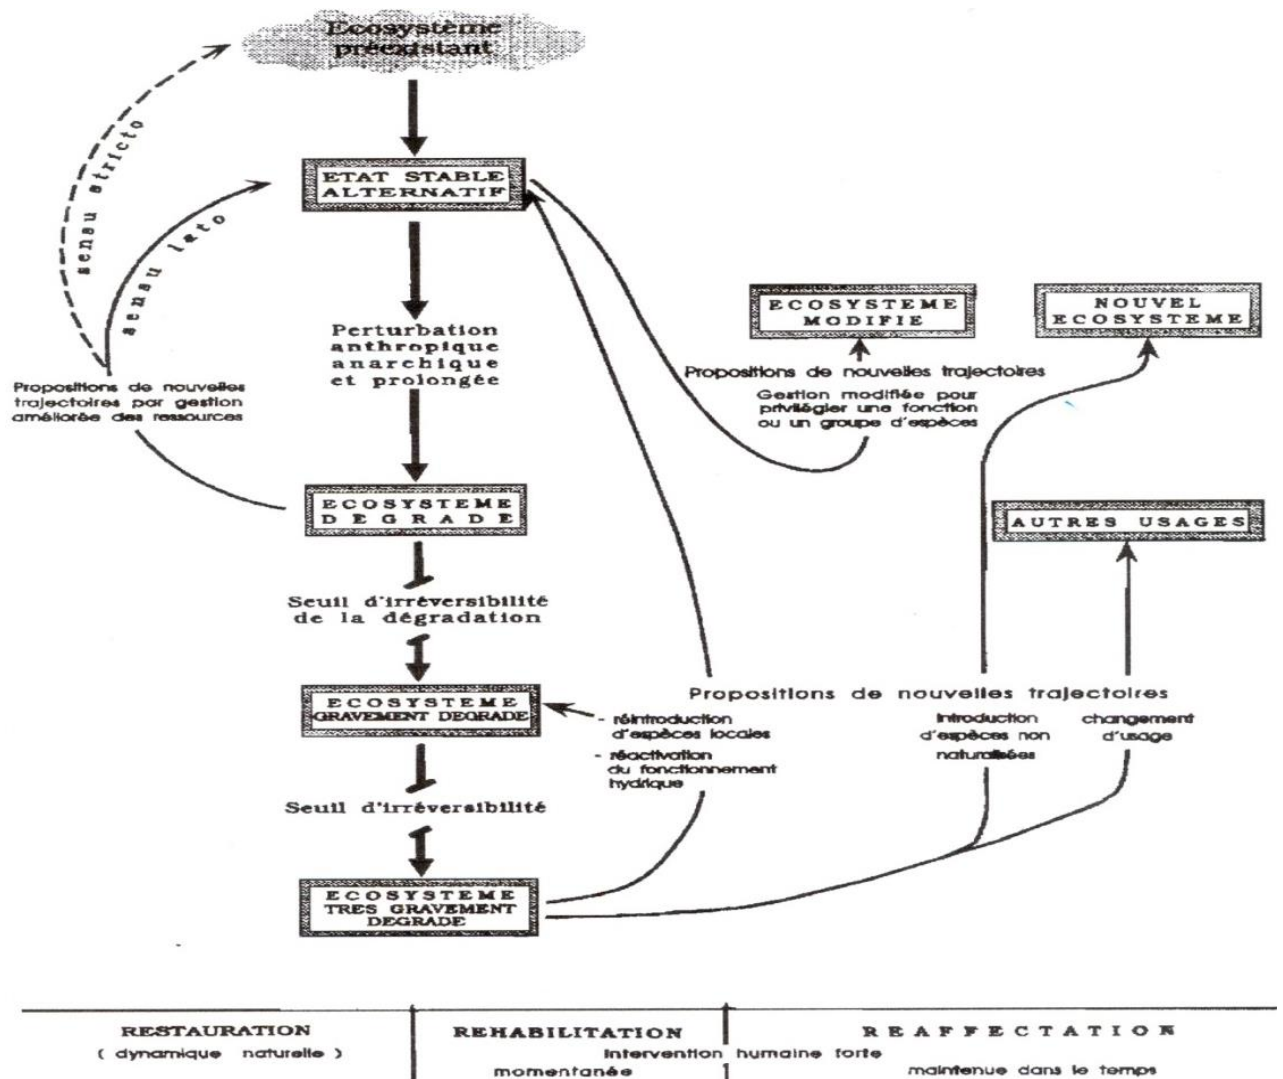 Ecosystème
préexistant
sensu stricto
ETAT STABLE
ALTERNATIF
sensu lato
ECOSYSTEME
MODIFIE
NOUVEL
ECOSYSTEME
Perturbation
anthropique
anarchique
et prolongée
Propositions de nouvelles
trajectoires par gestion
améliorée des ressources
Propositions de nouvelles trajectoires
Gestion modifiée pour
privilégier une fonction
ou un groupe d'espèces
ECOSYSTEME
DEGRADE
AUTRES USAGES
Seuil d'irréversibilité
de la dégradation
ECOSYSTEME
GRAVEMENT DEGRADE
Propositions de nouvelles trajectoires
- réintroduction
d'espèces locales
- réactivation
du fonctionnement
hydrique
Introduction
d'espèces non
naturalisées
changement
d'usage
Seuil d'irréversibilité
ECOSYSTEME
TRES GRAVEMENT
DEGRADE
RESTAURATION
( dynamique naturelle )
REHABILITATION
REAFFECTATION
Intervention humaine forte
momentanée
maintenue dans le temps